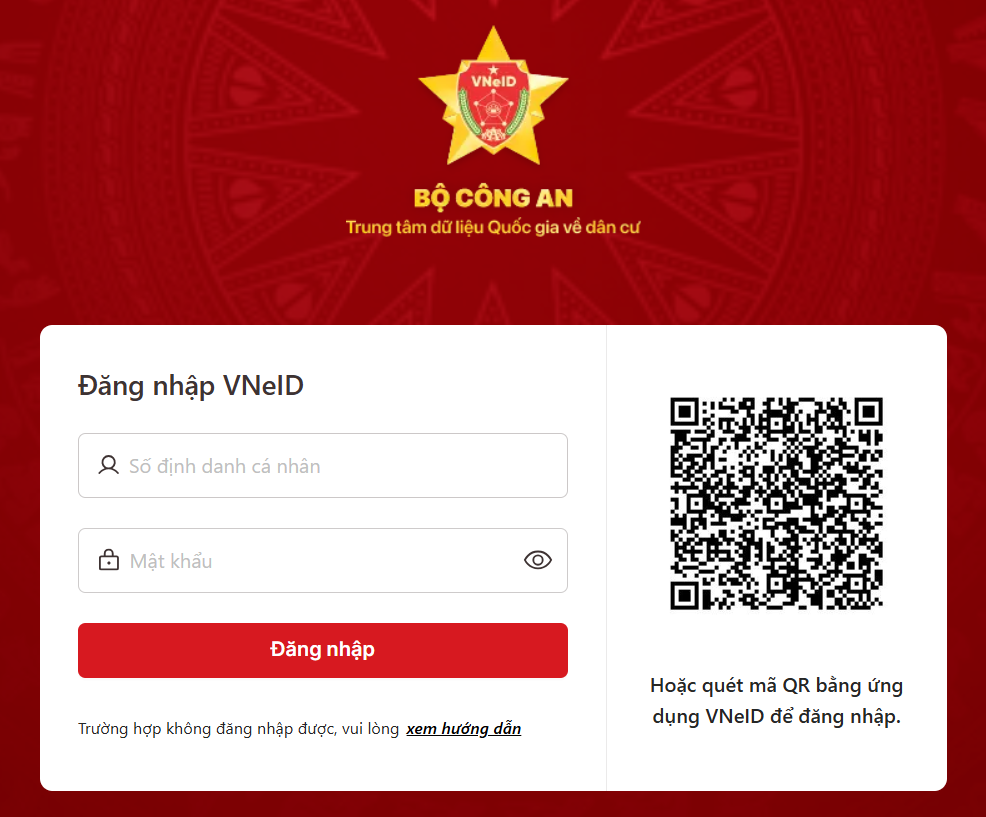 VNeID
BỘ CÔNG AN
Trung tâm dữ liệu Quốc gia về dân cư
Đăng nhập VNeID
Số định danh cá nhân
Mật khẩu
Đăng nhập
Trường hợp không đăng nhập được, vui lòng xem hướng dẫn
Hoặc quét mã QR bằng ứng
dụng VNeID để đăng nhập.